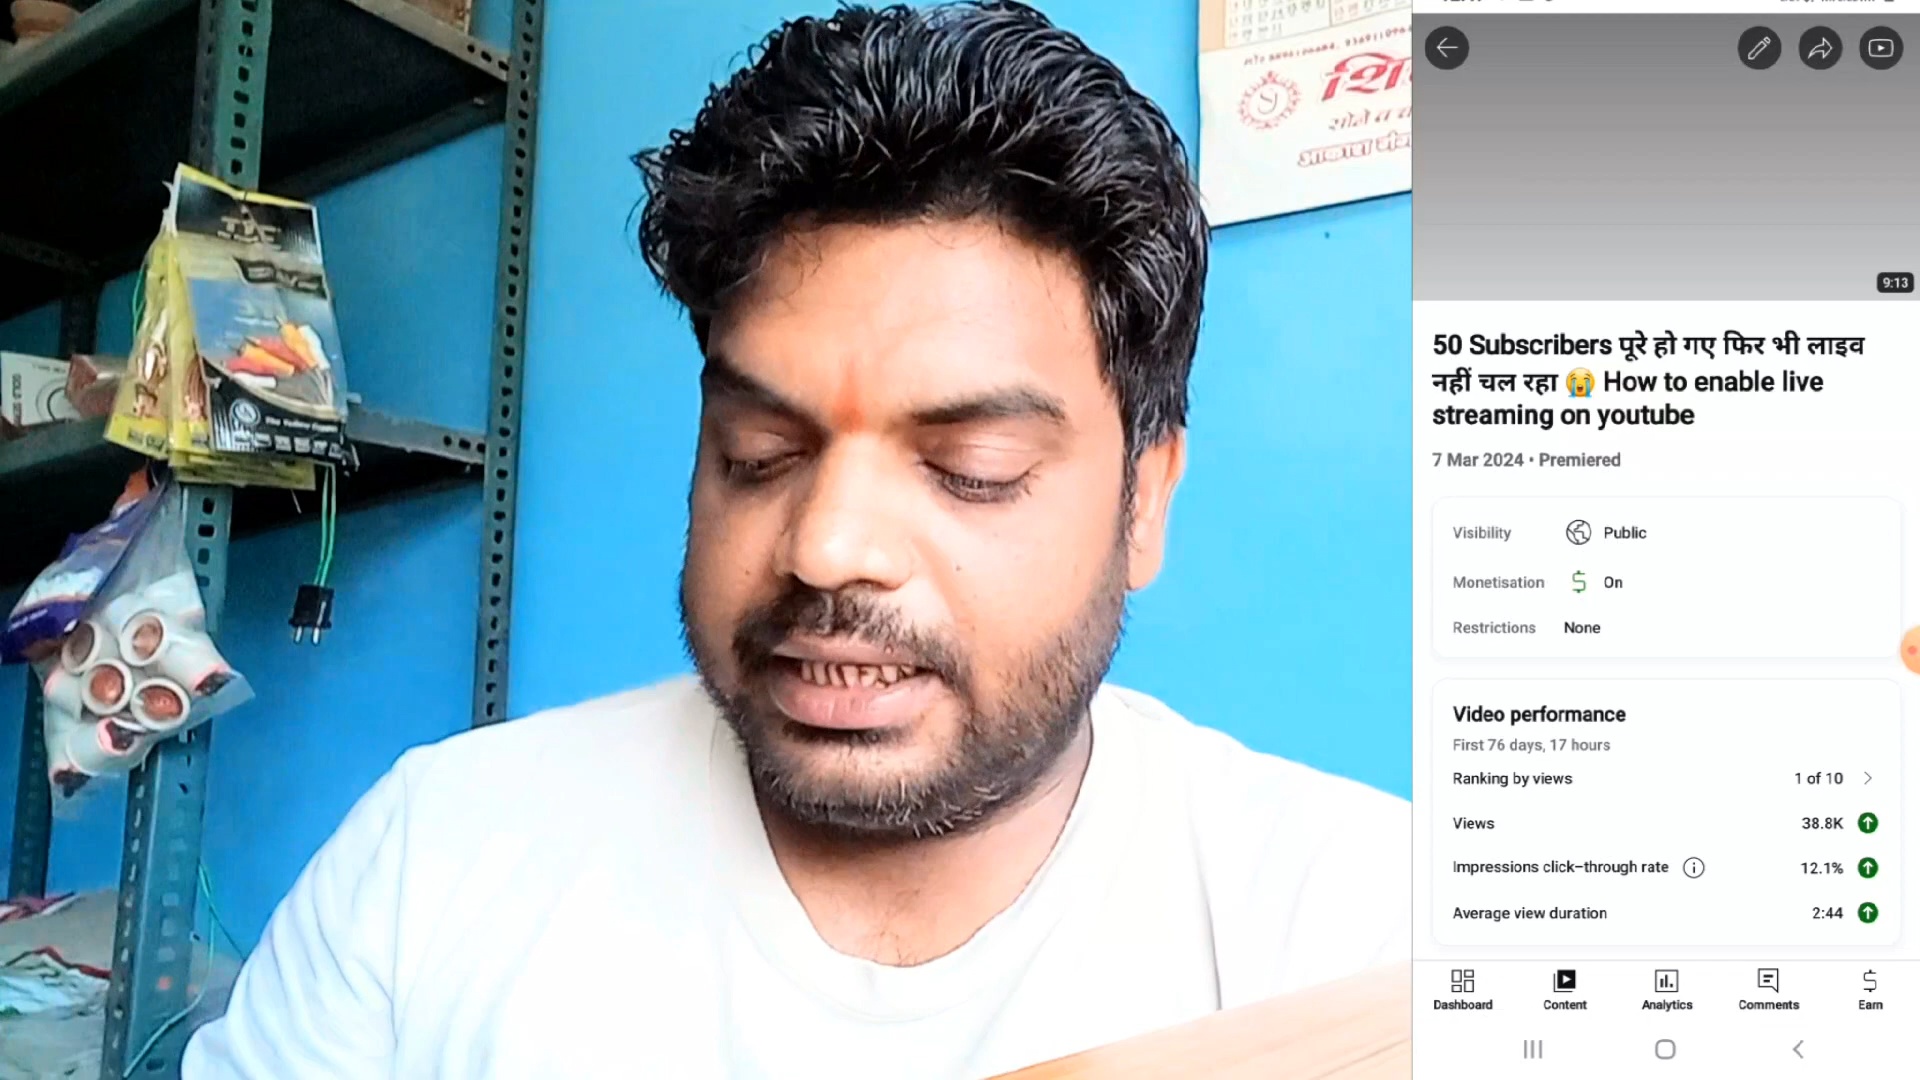 शि
सोने व च
TYC
The Yellow
9:13
50 Subscribers पूरे हो गए फिर भी लाइव
नहीं चल रहा 😭 How to enable live
streaming on youtube
7 Mar 2024 • Premiered
Visibility Public
Monetisation On
Restrictions None
Video performance
First 76 days, 17 hours
Ranking by views 1 of 10
Views 38.8K
Impressions click-through rate 12.1%
Average view duration 2:44
Dashboard Content Analytics Comments Earn